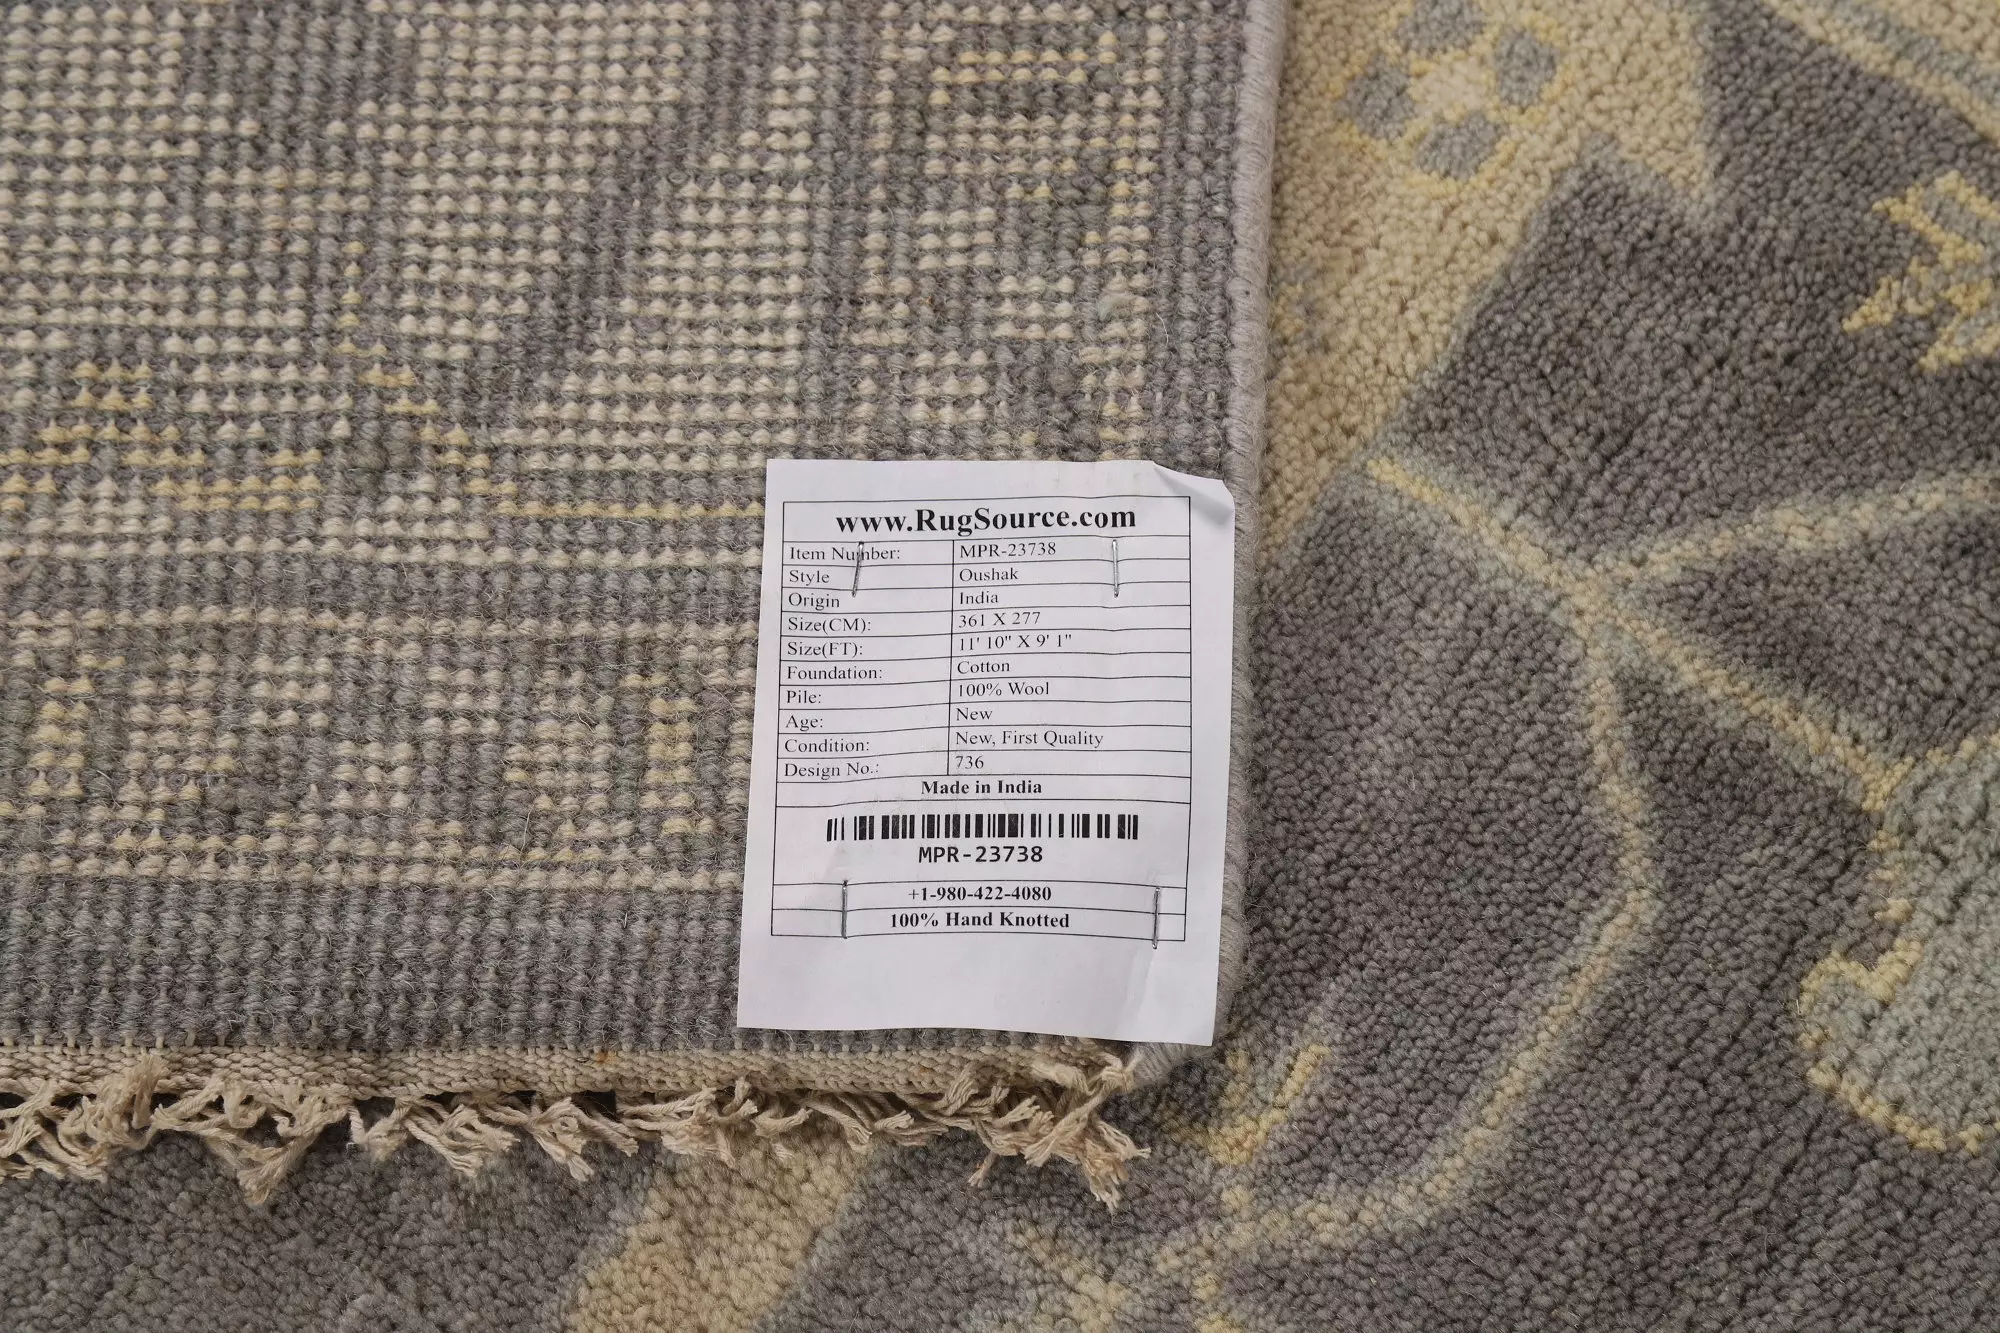 www.RugSource.com
Item Number: MPR-23738
Style Oushak
Origin India
Size(CM): 361 X 277
Size(FT): 11' 10" X 9' 1"
Foundation: Cotton
Pile: 100% Wool
Age: New
Condition: New, First Quality
Design No.: 736
Made in India
MPR-23738
+1-980-422-4080
100% Hand Knotted